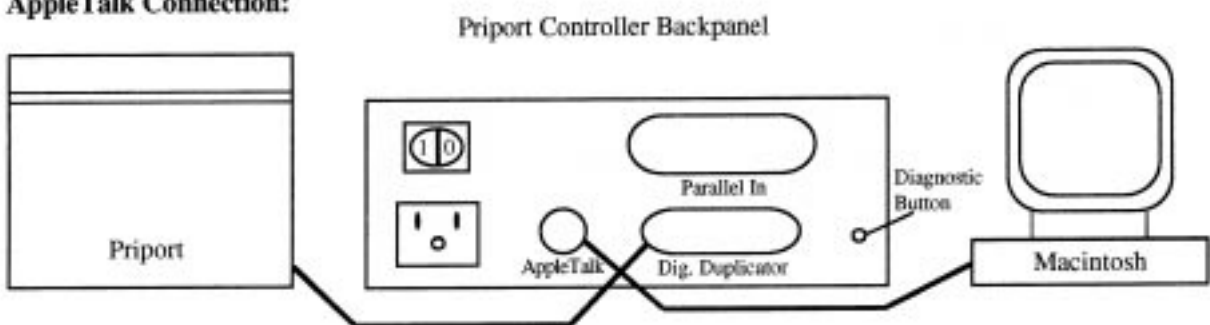 AppleTalk Connection:
Priport Controller Backpanel
1 0
Parallel In
Diagnostic
Button
Priport
AppleTalk
Dig. Duplicator
Macintosh